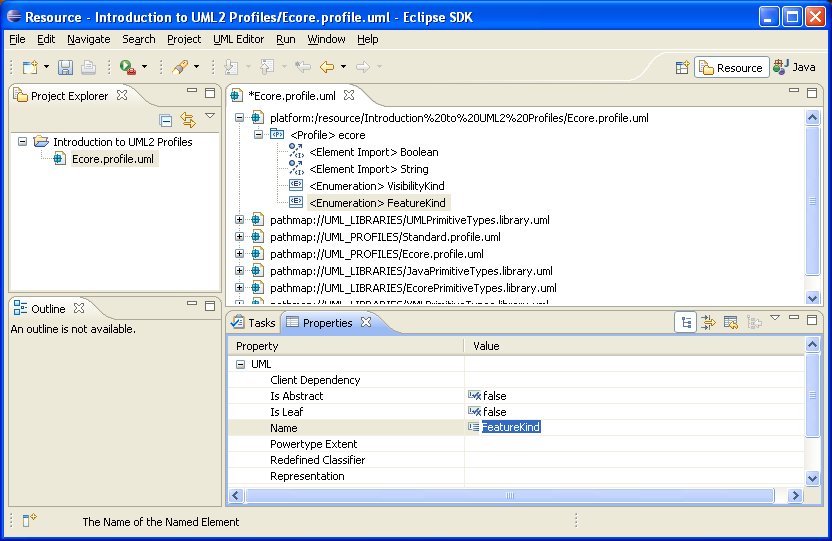 Resource - Introduction to UML2 Profiles/Ecore.profile.uml - Eclipse SDK
File Edit Navigate Search Project UML Editor Run Window Help
Resource Java
Project Explorer
Introduction to UML2 Profiles
Ecore.profile.uml
*Ecore.profile.uml
platform:/resource/Introduction%20to%20UML2%20Profiles/Ecore.profile.uml
<Profile> ecore
<Element Import> Boolean
<Element Import> String
<Enumeration> VisibilityKind
<Enumeration> FeatureKind
pathmap://UML_LIBRARIES/UMLPrimitiveTypes.library.uml
pathmap://UML_PROFILES/Standard.profile.uml
pathmap://UML_PROFILES/Ecore.profile.uml
pathmap://UML_LIBRARIES/JavaPrimitiveTypes.library.uml
pathmap://UML_LIBRARIES/EcorePrimitiveTypes.library.uml
pathmap://UML_LIBRARIES/XMLPrimitiveTypes.library.uml
Outline
An outline is not available.
Tasks Properties
Property Value
UML
Client Dependency
Is Abstract false
Is Leaf false
Name FeatureKind
Powertype Extent
Redefined Classifier
Representation
The Name of the Named Element